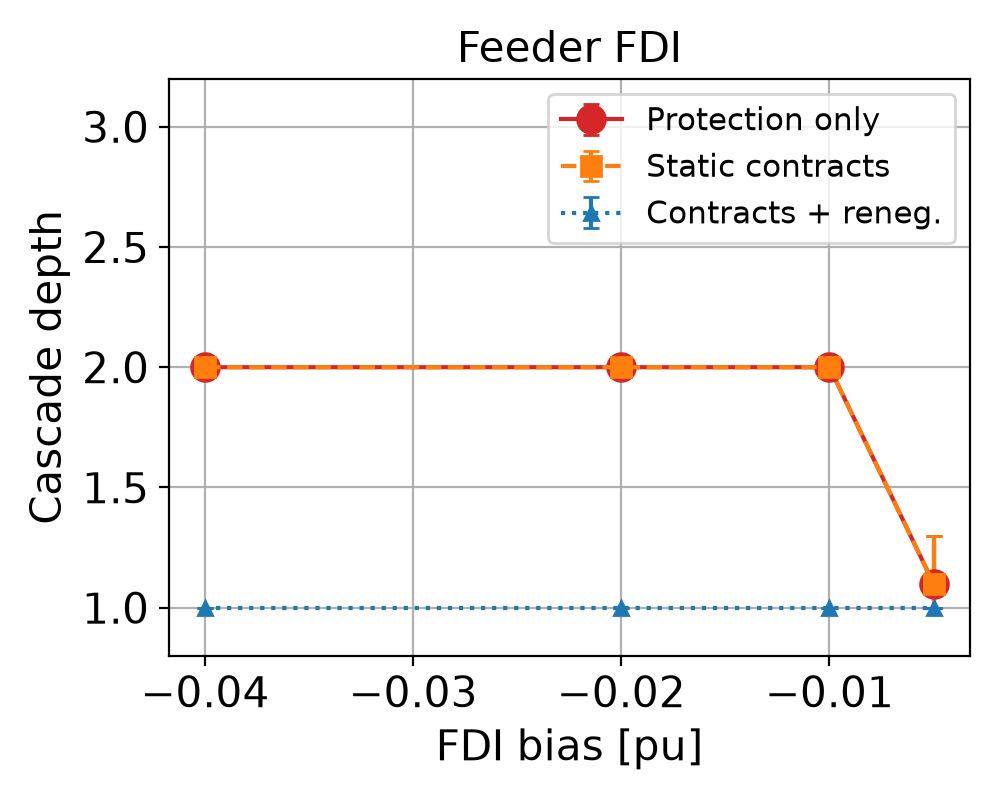 Feeder FDI
Protection only
Static contracts
Contracts + reneg.
Cascade depth
3.0
2.5
2.0
1.5
1.0
−0.04
−0.03
−0.02
−0.01
FDI bias [pu]